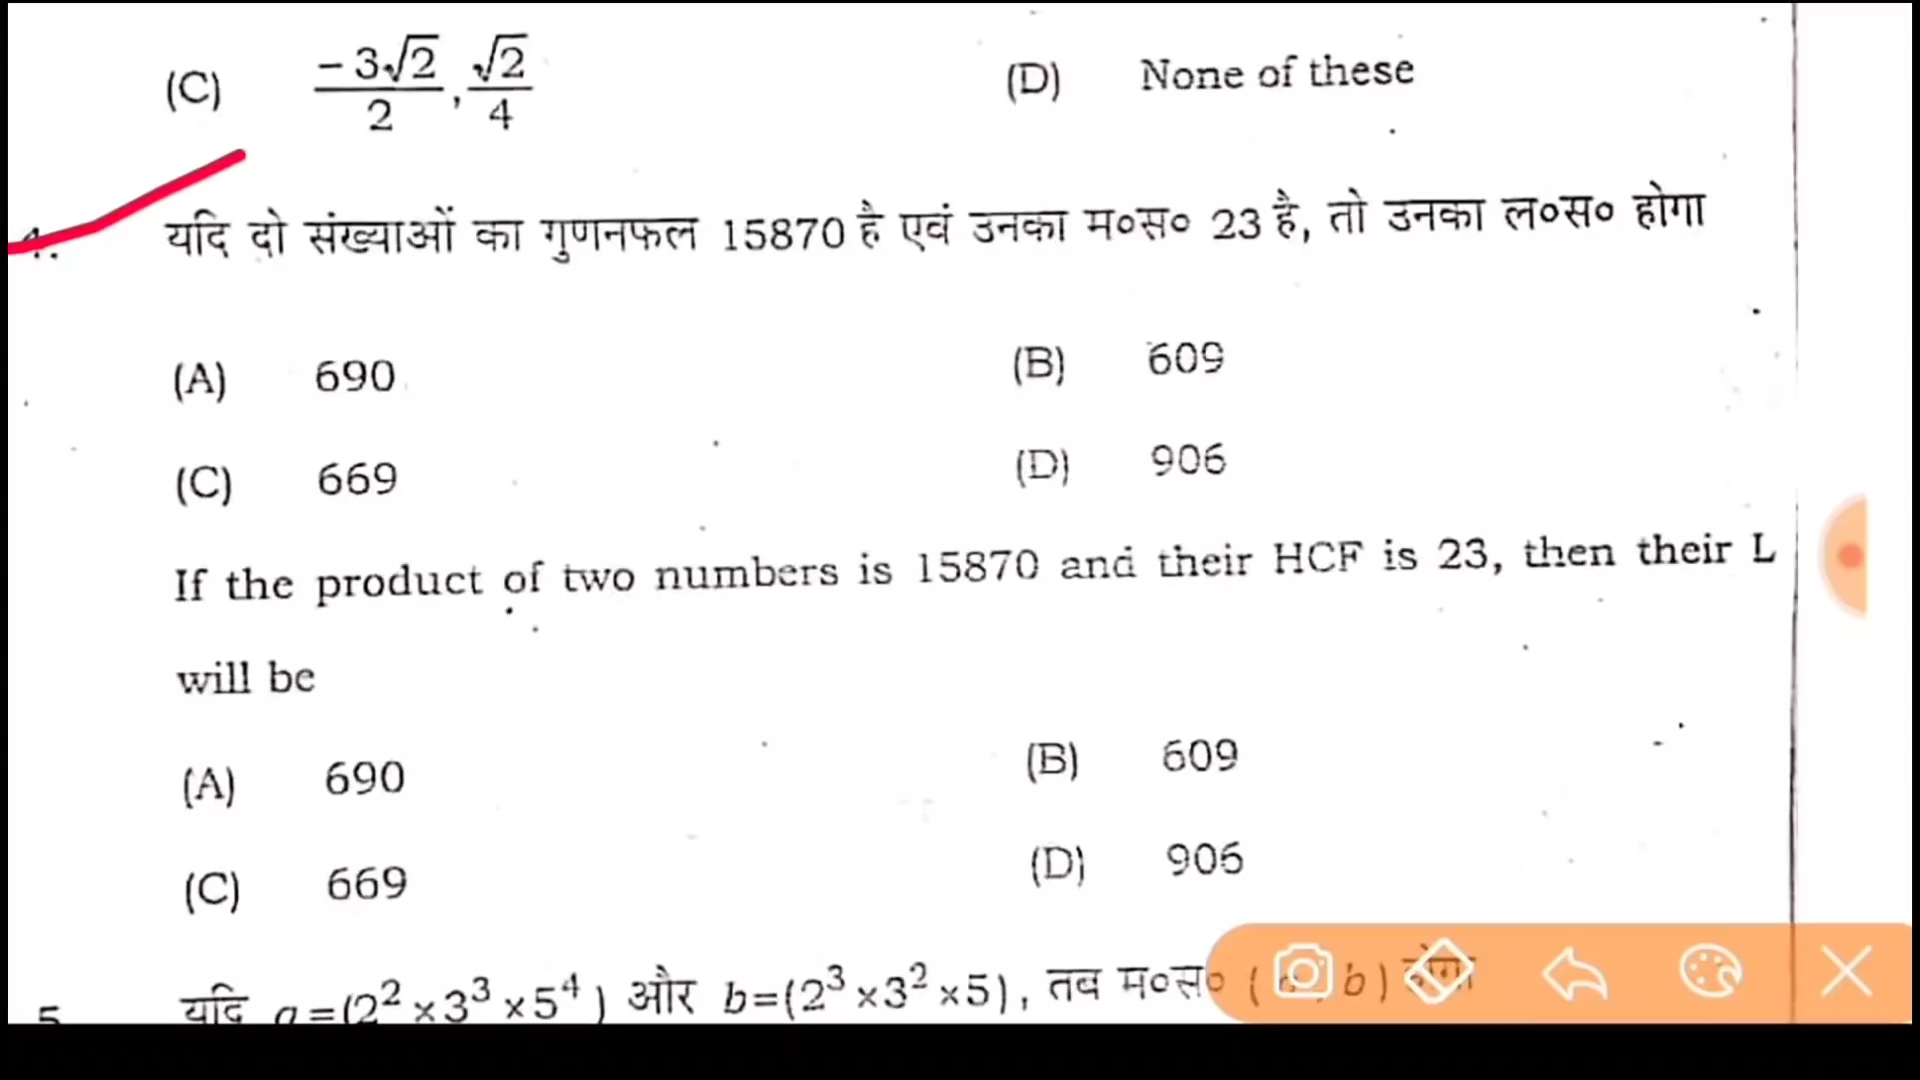 (C) -3√2/2, √2/4 (D) None of these
4. यदि दो संख्याओं का गुणनफल 15870 है एवं उनका म०स० 23 है, तो उनका ल०स० होगा
(A) 690 (B) 609
(C) 669 (D) 906
If the product of two numbers is 15870 and their HCF is 23, then their L
will be
(A) 690 (B) 609
(C) 669 (D) 906
5 यदि a=(2²×3³×5⁴) और b=(2³×3²×5), तब म०स० ( , b) होगा